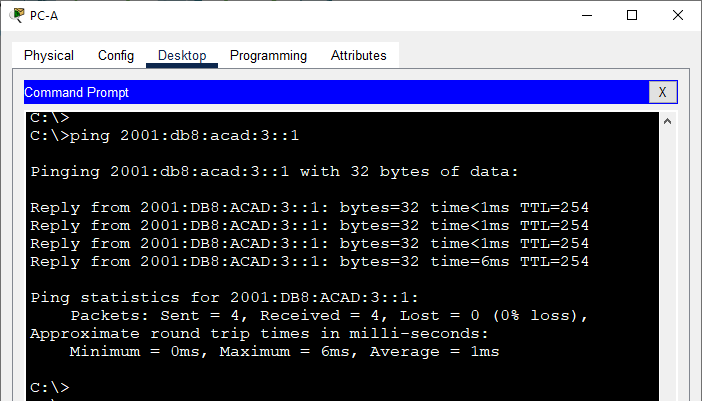 PC-A
Physical Config Desktop Programming Attributes
Command Prompt
X
C:\>
C:\>ping 2001:db8:acad:3::1
Pinging 2001:db8:acad:3::1 with 32 bytes of data:
Reply from 2001:DB8:ACAD:3::1: bytes=32 time<1ms TTL=254
Reply from 2001:DB8:ACAD:3::1: bytes=32 time<1ms TTL=254
Reply from 2001:DB8:ACAD:3::1: bytes=32 time<1ms TTL=254
Reply from 2001:DB8:ACAD:3::1: bytes=32 time=6ms TTL=254
Ping statistics for 2001:DB8:ACAD:3::1:
Packets: Sent = 4, Received = 4, Lost = 0 (0% loss),
Approximate round trip times in milli-seconds:
Minimum = 0ms, Maximum = 6ms, Average = 1ms
C:\>